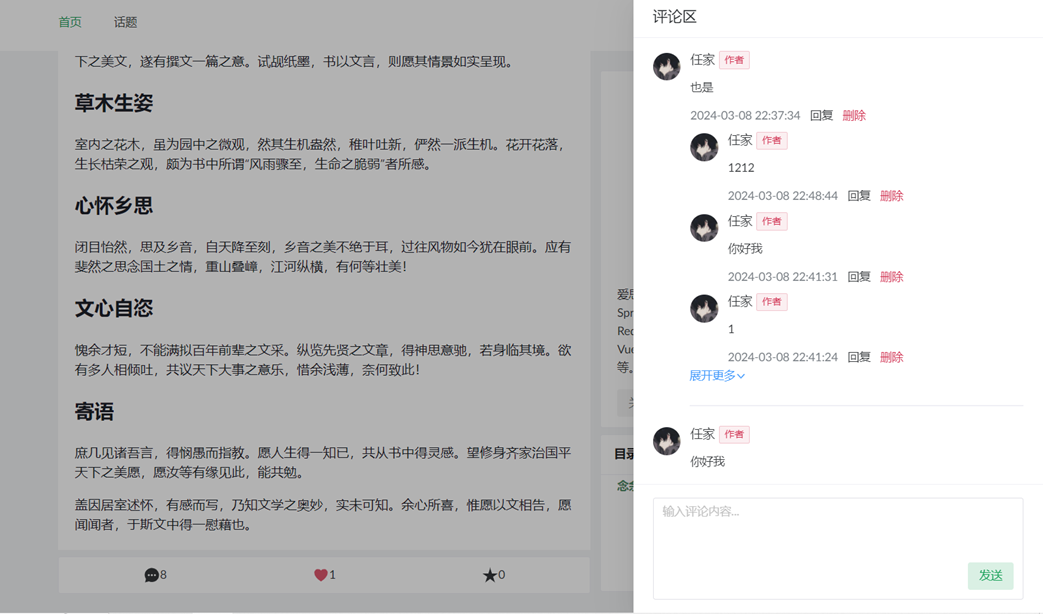 首页 话题
下之美文，遂有撰文一篇之意。试觇纸墨，书以文言，则愿其情景如实呈现。
草木生姿
室内之花木，虽为园中之微观，然其生机盎然，稚叶吐新，俨然一派生机。花开花落，
生长枯荣之观，颇为书中所谓“风雨骤至，生命之脆弱”者所感。
心怀乡思
闭目怡然，思及乡音，自天降至刻，乡音之美不绝于耳，过往风物如今犹在眼前。应有
斐然之思念国土之情，重山叠嶂，江河纵横，有何等壮美！
文心自恣
愧余才短，不能满拟百年前辈之文采。纵览先贤之文章，得神思意驰，若身临其境。欲
有多人相倾吐，共议天下大事之意乐，惜余浅薄，奈何致此！
寄语
庶几见诸吾言，得悯愚而指教。愿人生得一知已，共从书中得灵感。望修身齐家治国平
天下之美愿，愿汝等有缘见此，能共勉。
盖因居室述怀，有感而写，乃知文学之奥妙，实未可知。余心所喜，惟愿以文相告，愿
闻闻者，于斯文中得一慰藉也。
8 1 0
Spr
Rec
Vue
等。
目录
评论区
任家 作者
也是
2024-03-08 22:37:34 回复 删除
任家 作者
1212
2024-03-08 22:48:44 回复 删除
任家 作者
你好我
2024-03-08 22:41:31 回复 删除
任家 作者
1
2024-03-08 22:41:24 回复 删除
展开更多
任家 作者
你好我
输入评论内容...
发送